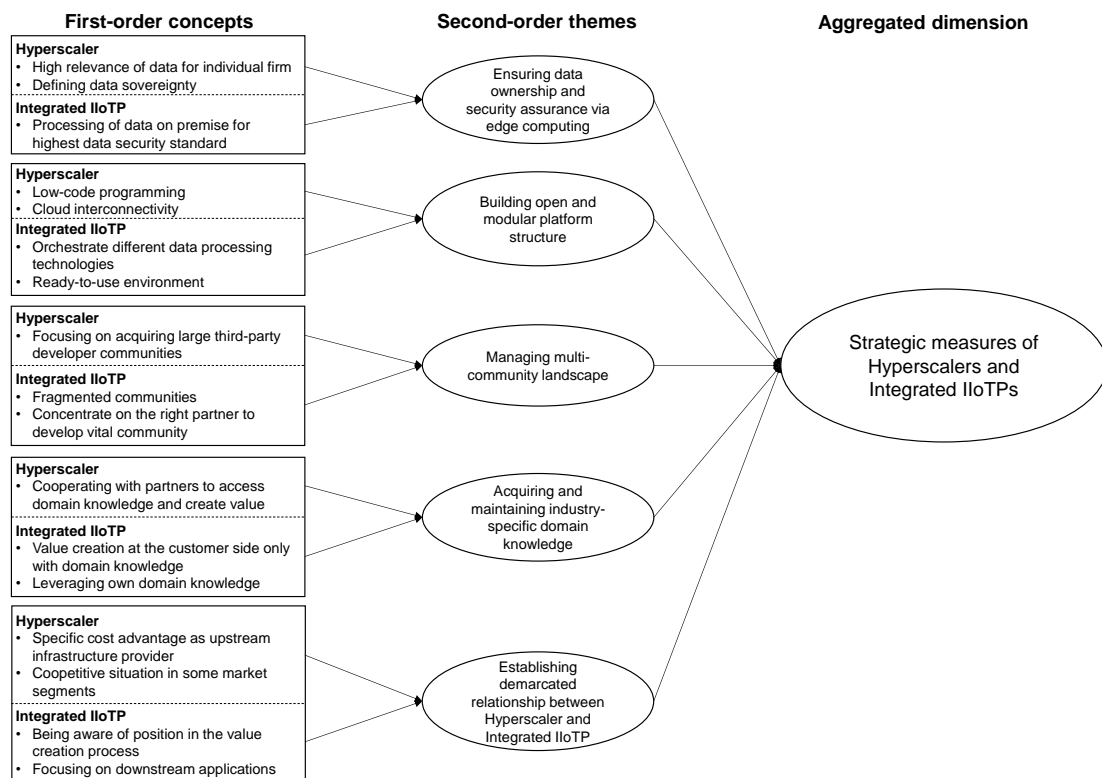 First-order concepts
Second-order themes
Aggregated dimension
Hyperscaler
• High relevance of data for individual firm
• Defining data sovereignty
Integrated IIoTP
• Processing of data on premise for
highest data security standard
Ensuring data
ownership and
security assurance via
edge computing
Hyperscaler
• Low-code programming
• Cloud interconnectivity
Integrated IIoTP
• Orchestrate different data processing
technologies
• Ready-to-use environment
Building open and
modular platform
structure
Hyperscaler
• Focusing on acquiring large third-party
developer communities
Integrated IIoTP
• Fragmented communities
• Concentrate on the right partner to
develop vital community
Managing multi-
community landscape
Hyperscaler
• Cooperating with partners to access
domain knowledge and create value
Integrated IIoTP
• Value creation at the customer side only
with domain knowledge
• Leveraging own domain knowledge
Acquiring and
maintaining industry-
specific domain
knowledge
Hyperscaler
• Specific cost advantage as upstream
infrastructure provider
• Coopetitive situation in some market
segments
Integrated IIoTP
• Being aware of position in the value
creation process
• Focusing on downstream applications
Establishing
demarcated
relationship between
Hyperscaler and
Integrated IIoTP
Strategic measures of
Hyperscalers and
Integrated IIoTPs